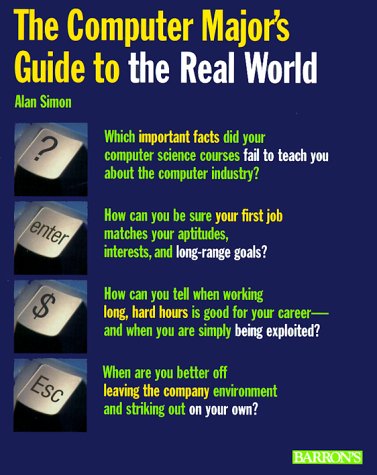 The Computer Major's
Guide to the Real World
Alan Simon
?
Which important facts did your
computer science courses fail to teach you
about the computer industry?
enter
How can you be sure your first job
matches your aptitudes,
interests, and long-range goals?
$
How can you tell when working
long, hard hours is good for your career—
and when you are simply being exploited?
Esc
When are you better off
leaving the company environment
and striking out on your own?
BARRON'S